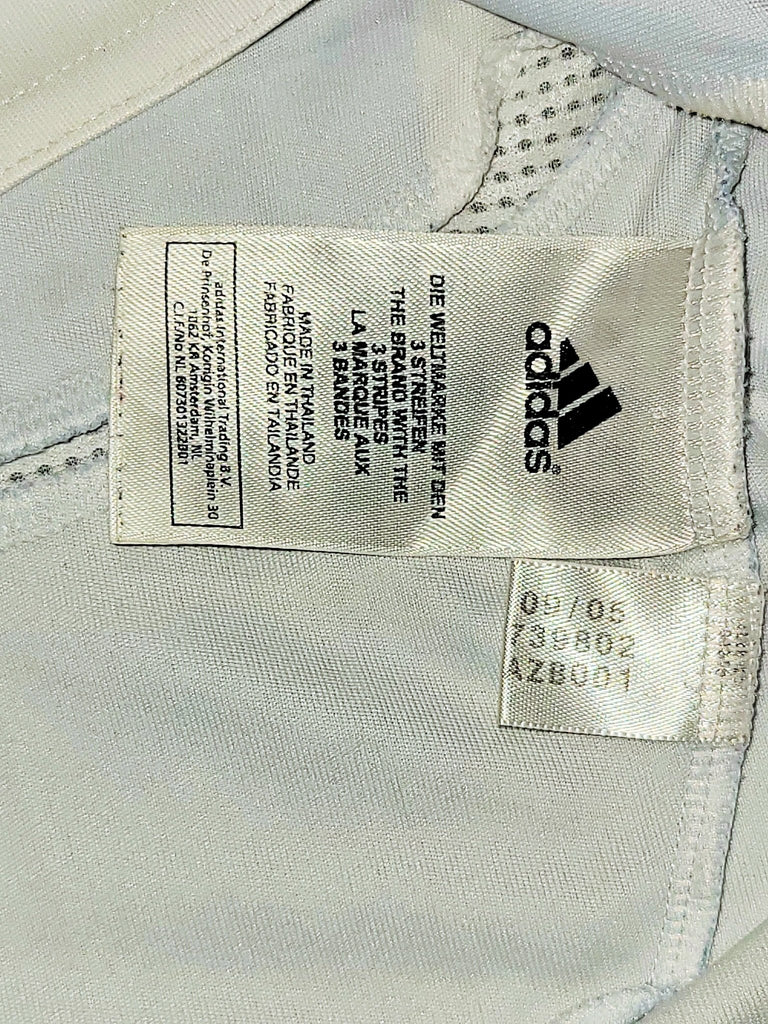 adidas®
DIE WELTMARKE MIT DEN
3 STREIFEN
THE BRAND WITH THE
3 STRIPES
LA MARQUE AUX
3 BANDES
MADE IN THAILAND
FABRIQUE EN THAILANDE
FABRICADO EN TAILANDIA
adidas International Trading B.V.
De Prinsenhof, Koningin Wilhelminaplein 30
1062 KR Amsterdam, NL
C.I.F./No NL 807301322B01
09/05
739802
AZB001